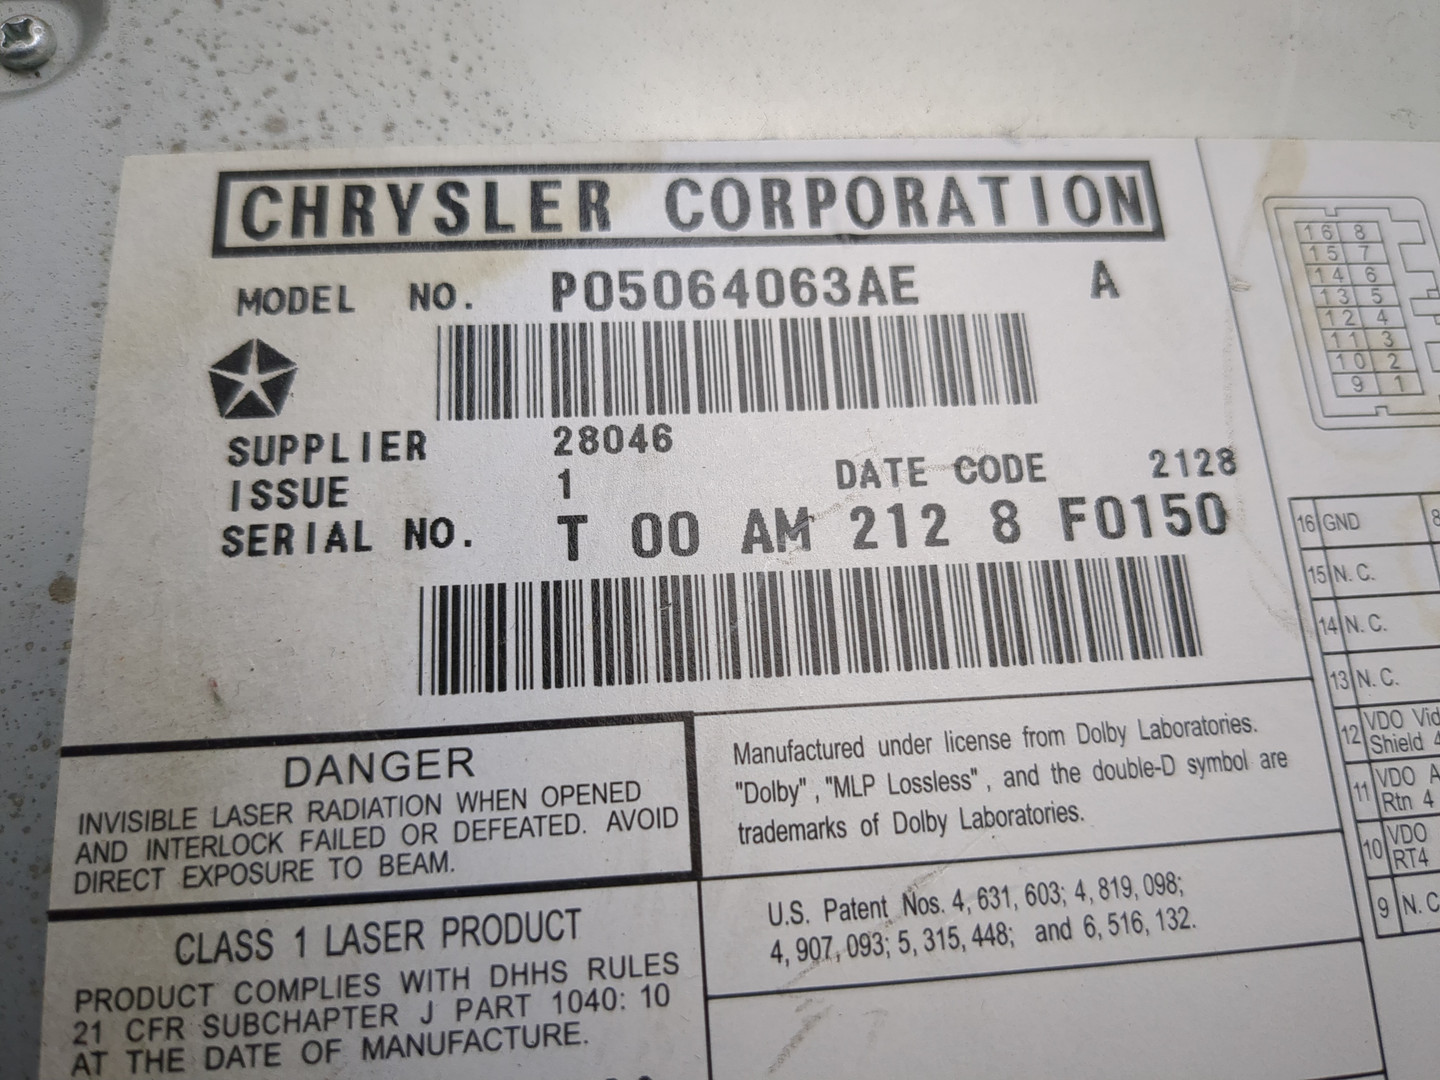 CHRYSLER CORPORATION
MODEL NO. P05064063AE A
SUPPLIER 28046
ISSUE 1 DATE CODE 2128
SERIAL NO. T 00 AM 212 8 F0150
DANGER
INVISIBLE LASER RADIATION WHEN OPENED
AND INTERLOCK FAILED OR DEFEATED. AVOID
DIRECT EXPOSURE TO BEAM.
CLASS 1 LASER PRODUCT
PRODUCT COMPLIES WITH DHHS RULES
21 CFR SUBCHAPTER J PART 1040: 10
AT THE DATE OF MANUFACTURE.
Manufactured under license from Dolby Laboratories.
"Dolby", "MLP Lossless", and the double-D symbol are
trademarks of Dolby Laboratories.
U.S. Patent Nos. 4, 631, 603; 4, 819, 098;
4, 907, 093; 5, 315, 448; and 6, 516, 132.
16 8
15 7
14 6
13 5
12 4
11 3
10 2
9 1
16 GND 8
15 N. C.
14 N. C.
13 N. C.
12 VDO Vid
Shield 4
11 VDO A
Rtn 4
10 VDO
RT4
9 N. C